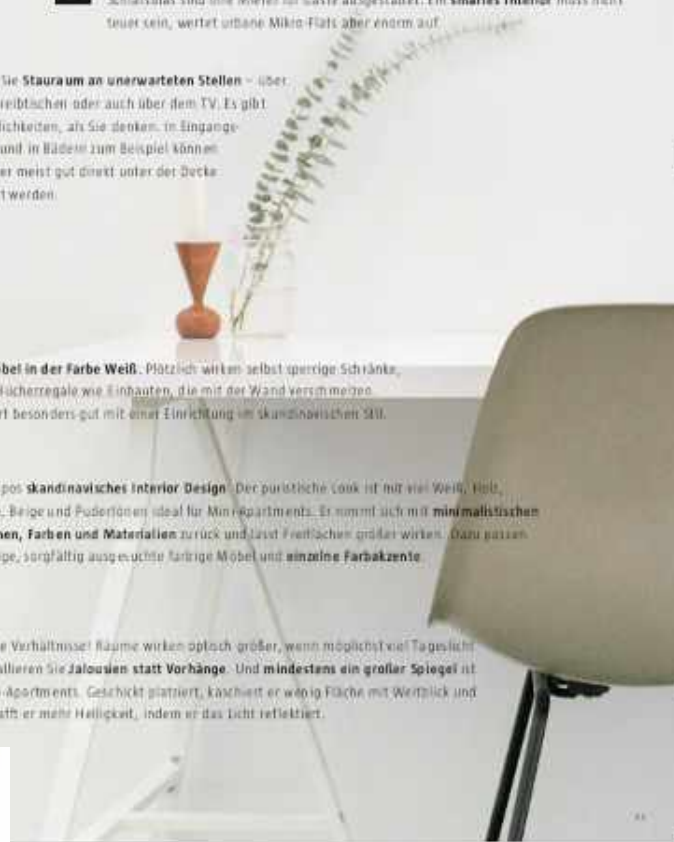 teuer sein, wertet urbane Mikro-Flats aber enorm auf.
Sie Stauraum an unerwarteten Stellen – über
reibtischen oder auch über dem TV. Es gibt
lichkeiten, als Sie denken. In Eingangs-
und in Bädern zum Beispiel können
er meist gut direkt unter der Decke
t werden.
bel in der Farbe Weiß. Plötzlich wirken selbst sperrige Schränke,
Bücherregale wie Einbauten, die mit der Wand verschmelzen.
rt besonders gut mit einer Einrichtung im skandinavischen Stil.
pos skandinavisches Interior Design. Der puristische Look ist mit viel Weiß, Holz,
, Beige und Pudertönen ideal für Mini-Apartments. Er nimmt sich mit minimalistischen
en, Farben und Materialien zurück und lässt Freiflächen größer wirken. Dazu passen
ge, sorgfältig ausgesuchte farbige Möbel und einzelne Farbakzente.
e Verhältnisse! Räume wirken optisch größer, wenn möglichst viel Tageslicht
allieren Sie Jalousien statt Vorhänge. Und mindestens ein großer Spiegel ist
-Apartments. Geschickt platziert, kaschiert er wenig Fläche mit Weitblick und
afft er mehr Helligkeit, indem er das Licht reflektiert.